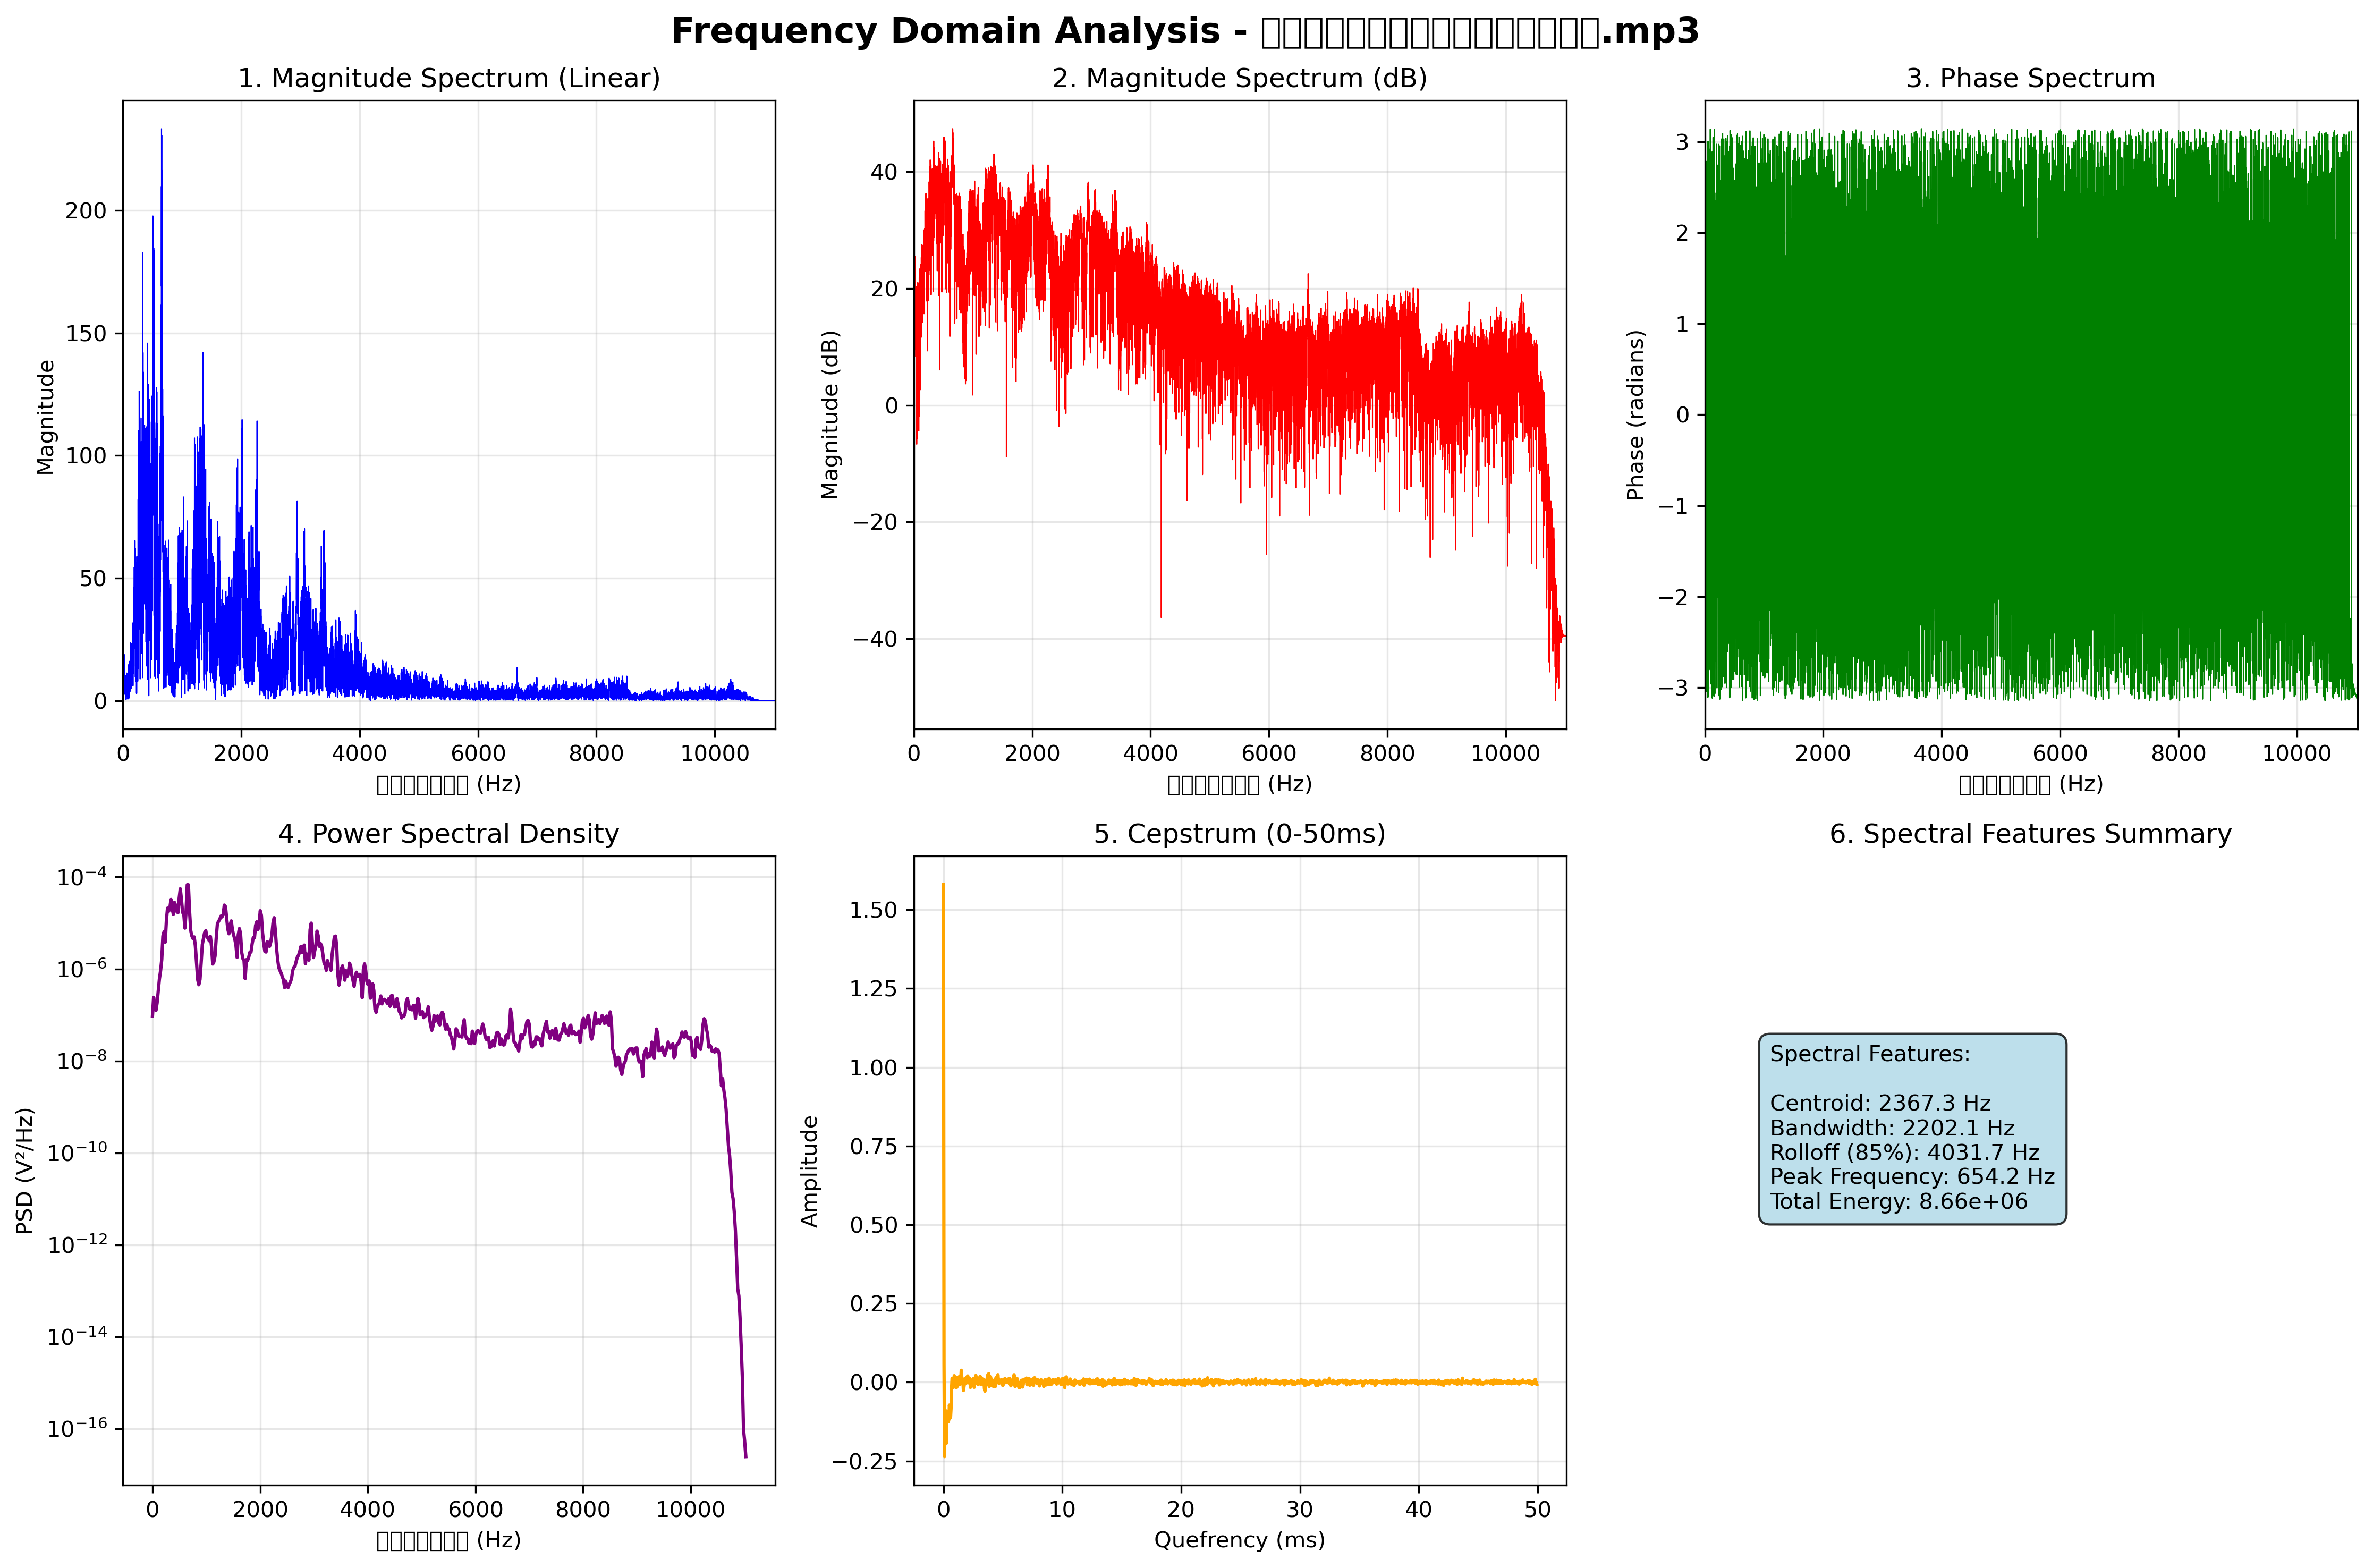 Frequency Domain Analysis - .mp3
1. Magnitude Spectrum (Linear)
Magnitude
200
150
100
50
0
0 2000 4000 6000 8000 10000
(Hz)
2. Magnitude Spectrum (dB)
Magnitude (dB)
40
20
0
−20
−40
0 2000 4000 6000 8000 10000
(Hz)
3. Phase Spectrum
Phase (radians)
3
2
1
0
−1
−2
−3
0 2000 4000 6000 8000 10000
(Hz)
4. Power Spectral Density
PSD (V²/Hz)
10⁻⁴
10⁻⁶
10⁻⁸
10⁻¹⁰
10⁻¹²
10⁻¹⁴
10⁻¹⁶
0 2000 4000 6000 8000 10000
(Hz)
5. Cepstrum (0-50ms)
Amplitude
1.50
1.25
1.00
0.75
0.50
0.25
0.00
−0.25
0 10 20 30 40 50
Quefrency (ms)
6. Spectral Features Summary
Spectral Features:
Centroid: 2367.3 Hz
Bandwidth: 2202.1 Hz
Rolloff (85%): 4031.7 Hz
Peak Frequency: 654.2 Hz
Total Energy: 8.66e+06